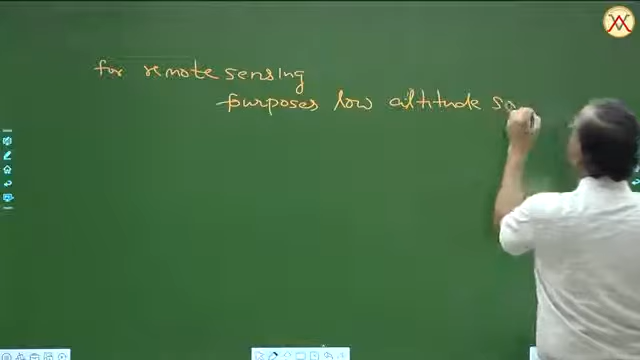 for remote sensing
purposes low altitude